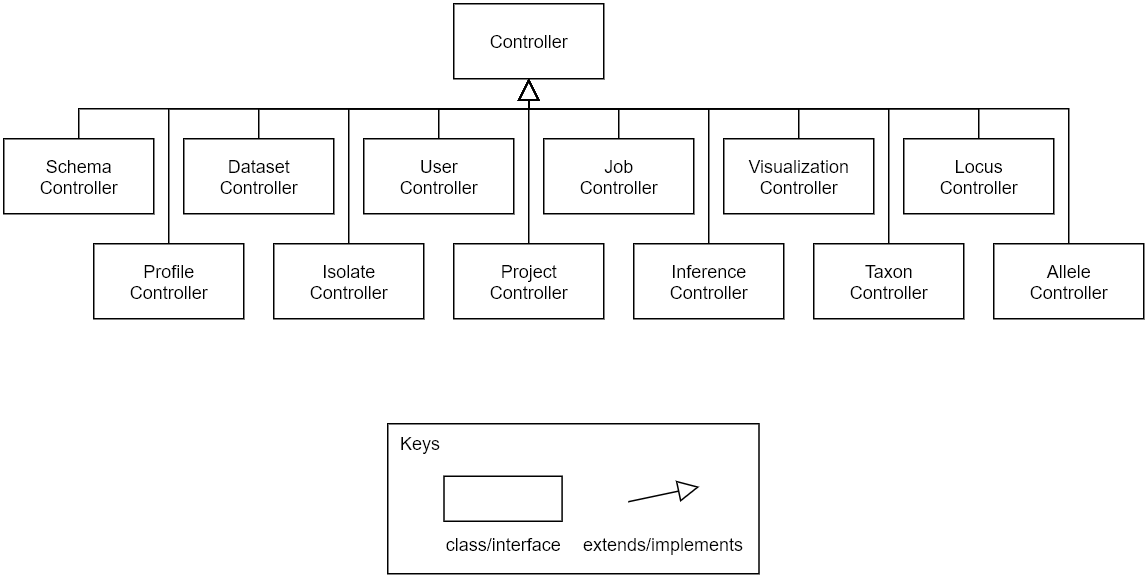 Controller
Schema
Controller
Dataset
Controller
User
Controller
Job
Controller
Visualization
Controller
Locus
Controller
Profile
Controller
Isolate
Controller
Project
Controller
Inference
Controller
Taxon
Controller
Allele
Controller
Keys
class/interface
extends/implements